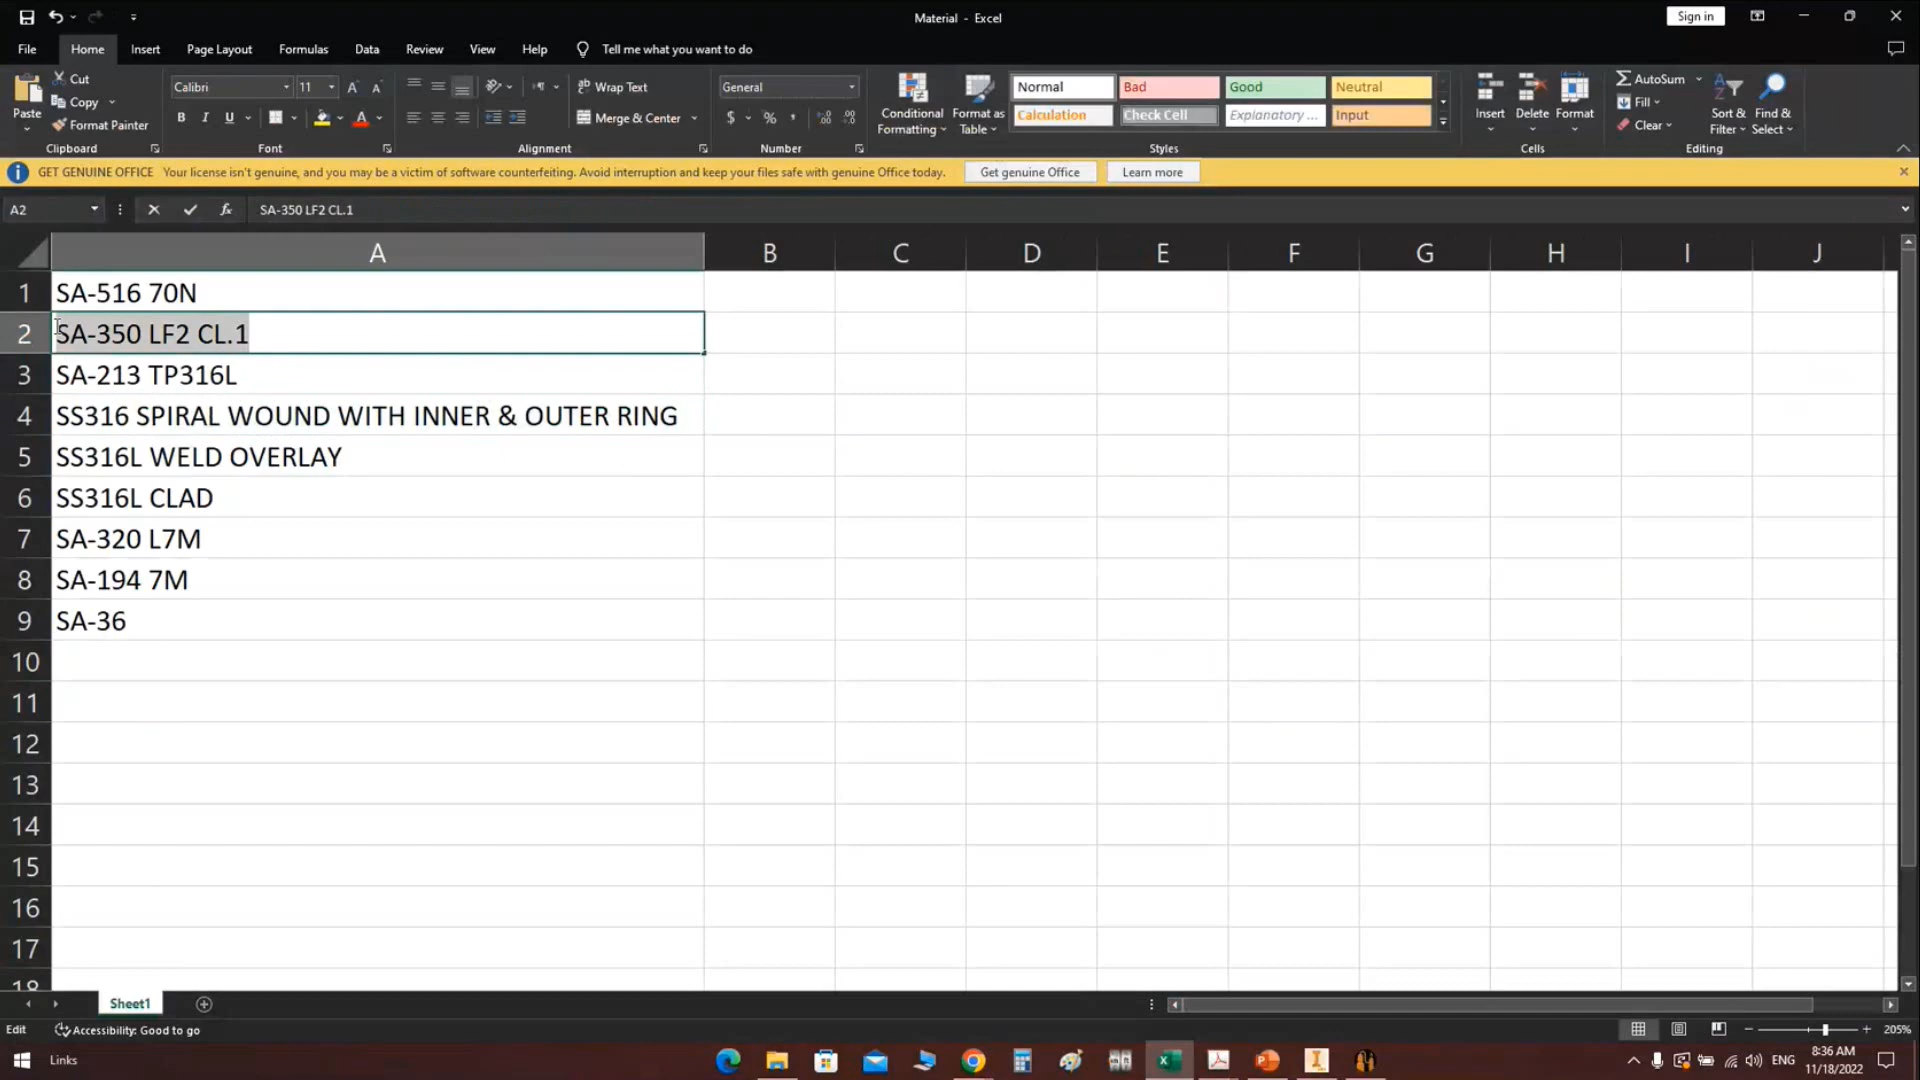 Material - Excel
Sign in
File Home Insert Page Layout Formulas Data Review View Help Tell me what you want to do
Paste
Cut
Copy
Format Painter
Clipboard
Calibri 11
B I U
Font
Wrap Text
Merge & Center
Alignment
General
$ % ,
Number
Conditional Formatting
Format as Table
Normal Bad Good Neutral
Calculation Check Cell Explanatory ... Input
Styles
Insert Delete Format
Cells
AutoSum
Fill
Clear
Sort & Filter
Find & Select
Editing
GET GENUINE OFFICE Your license isn't genuine, and you may be a victim of software counterfeiting. Avoid interruption and keep your files safe with genuine Office today. Get genuine Office Learn more
A2 fx SA-350 LF2 CL.1
A B C D E F G H I J
1 SA-516 70N
2 SA-350 LF2 CL.1
3 SA-213 TP316L
4 SS316 SPIRAL WOUND WITH INNER & OUTER RING
5 SS316L WELD OVERLAY
6 SS316L CLAD
7 SA-320 L7M
8 SA-194 7M
9 SA-36
10
11
12
13
14
15
16
17
18
Sheet1
Edit Accessibility: Good to go 205%
Links ENG 8:36 AM
11/18/2022